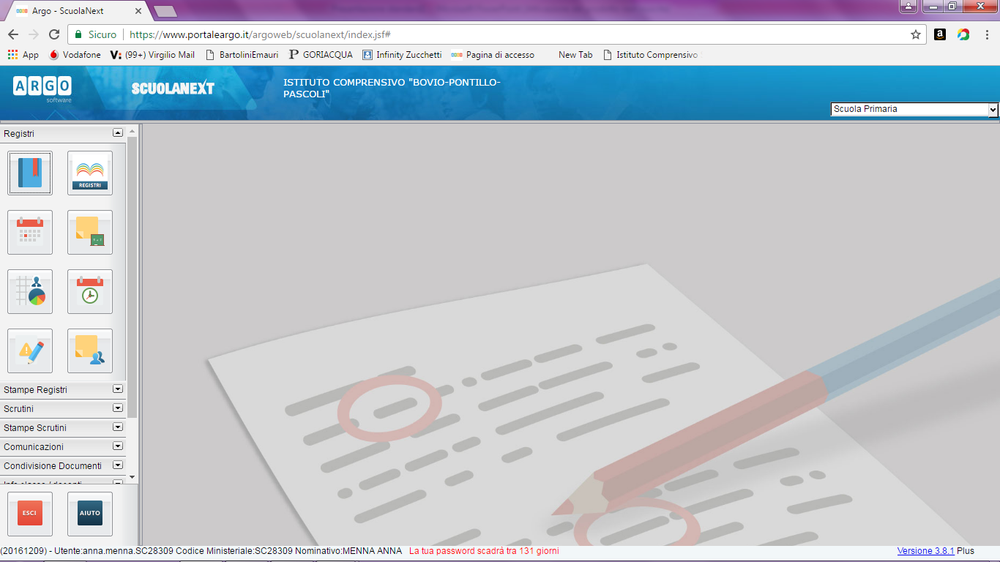 Argo - ScuolaNext
Sicuro
https://www.portaleargo.it/argoweb/scuolanext/index.jsf#
App
Vodafone
(99+) Virgilio Mail
BartoliniEmauri
GORIACQUA
Infinity Zucchetti
Pagina di accesso
New Tab
Istituto Comprensivo
ARGO
software
SCUOLANEXT
ISTITUTO COMPRENSIVO "BOVIO-PONTILLO-
PASCOLI"
Scuola Primaria
Registri
REGISTRI
Stampe Registri
Scrutini
Stampe Scrutini
Comunicazioni
Condivisione Documenti
ESCI
AIUTO
(20161209) - Utente:anna.menna.SC28309 Codice Ministeriale:SC28309 Nominativo:MENNA ANNA La tua password scadrà tra 131 giorni
Versione 3.8.1 Plus